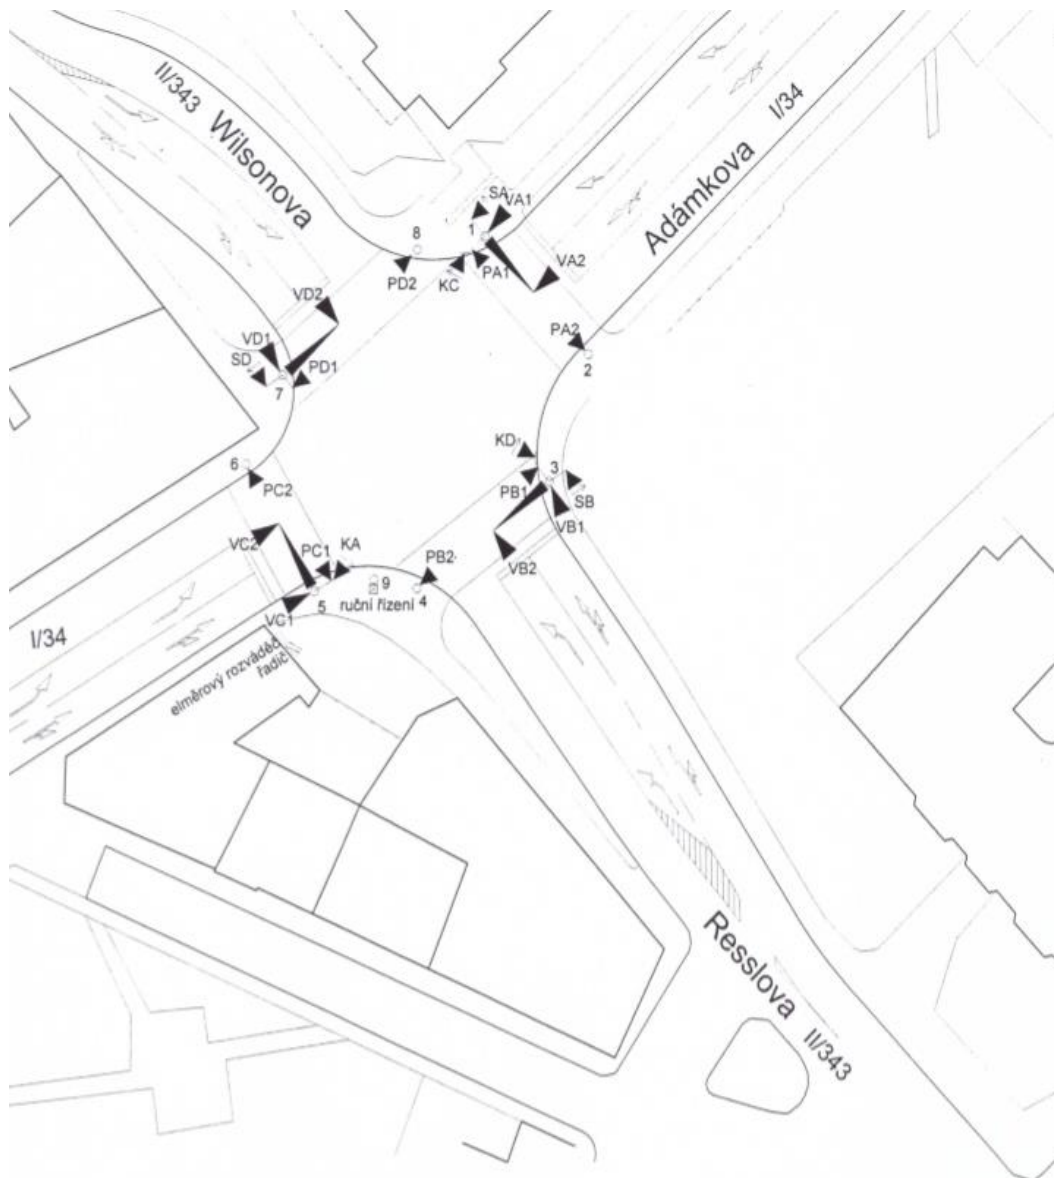 II/343 Wilsonova
I/34
Adámkova
SA
VA1
1
8
PD2
KC
PA1
VA2
VD2
PA2
2
VD1
SD
PD1
7
KD
3
6
PC2
PB1
SB
VB1
VC2
PC1
KA
PB2
VB2
9
4
ruční řízení
VC1
5
I/34
elměrový rozváděč
řadič
Resslova II/343